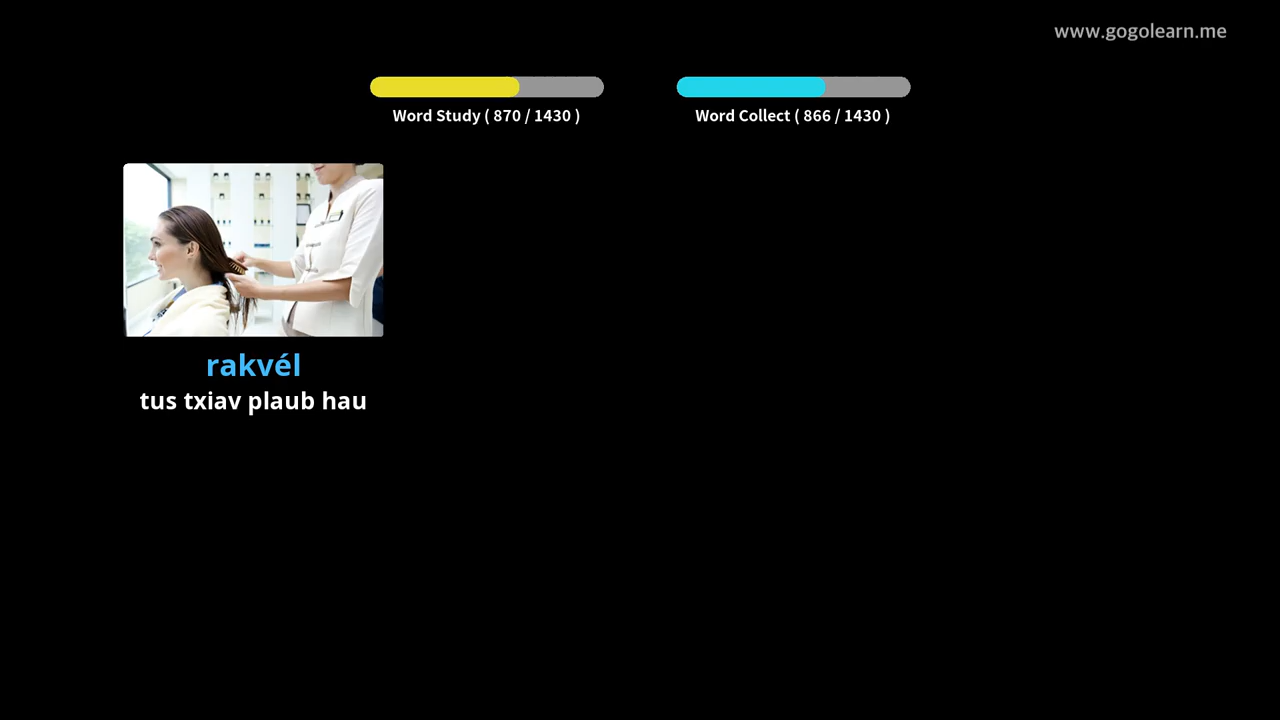 www.gogolearn.me
Word Study ( 870 / 1430 )
Word Collect ( 866 / 1430 )
rakvél
tus txiav plaub hau